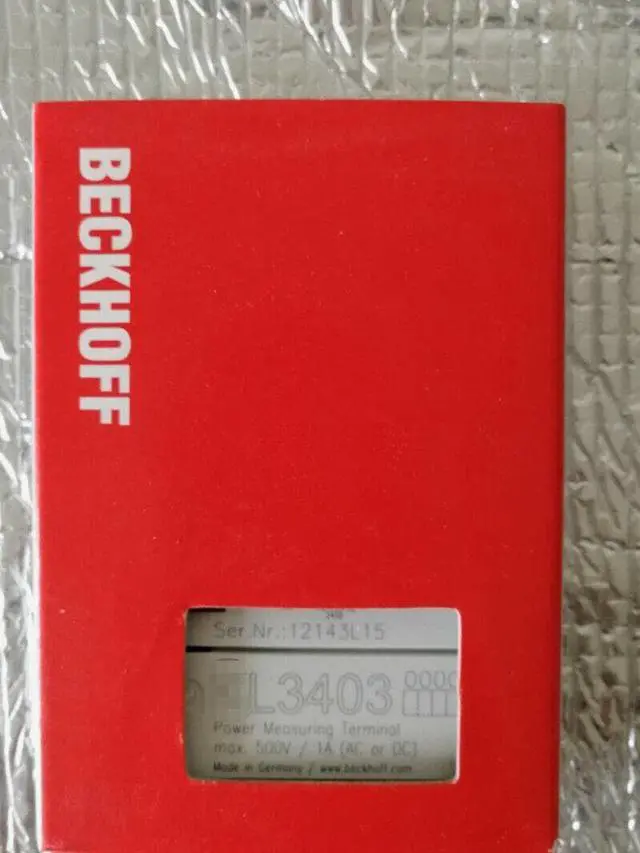 BECKHOFF
Ser.Nr.:12143L15
L3403
Power Measuring Terminal
max. 500V / 1A (AC or DC)
Made in Germany / www.beckhoff.com